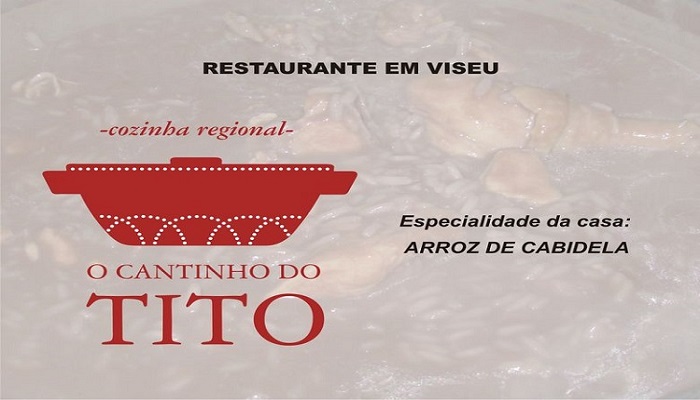 RESTAURANTE EM VISEU
-cozinha regional-
O CANTINHO DO
TITO
Especialidade da casa:
ARROZ DE CABIDELA